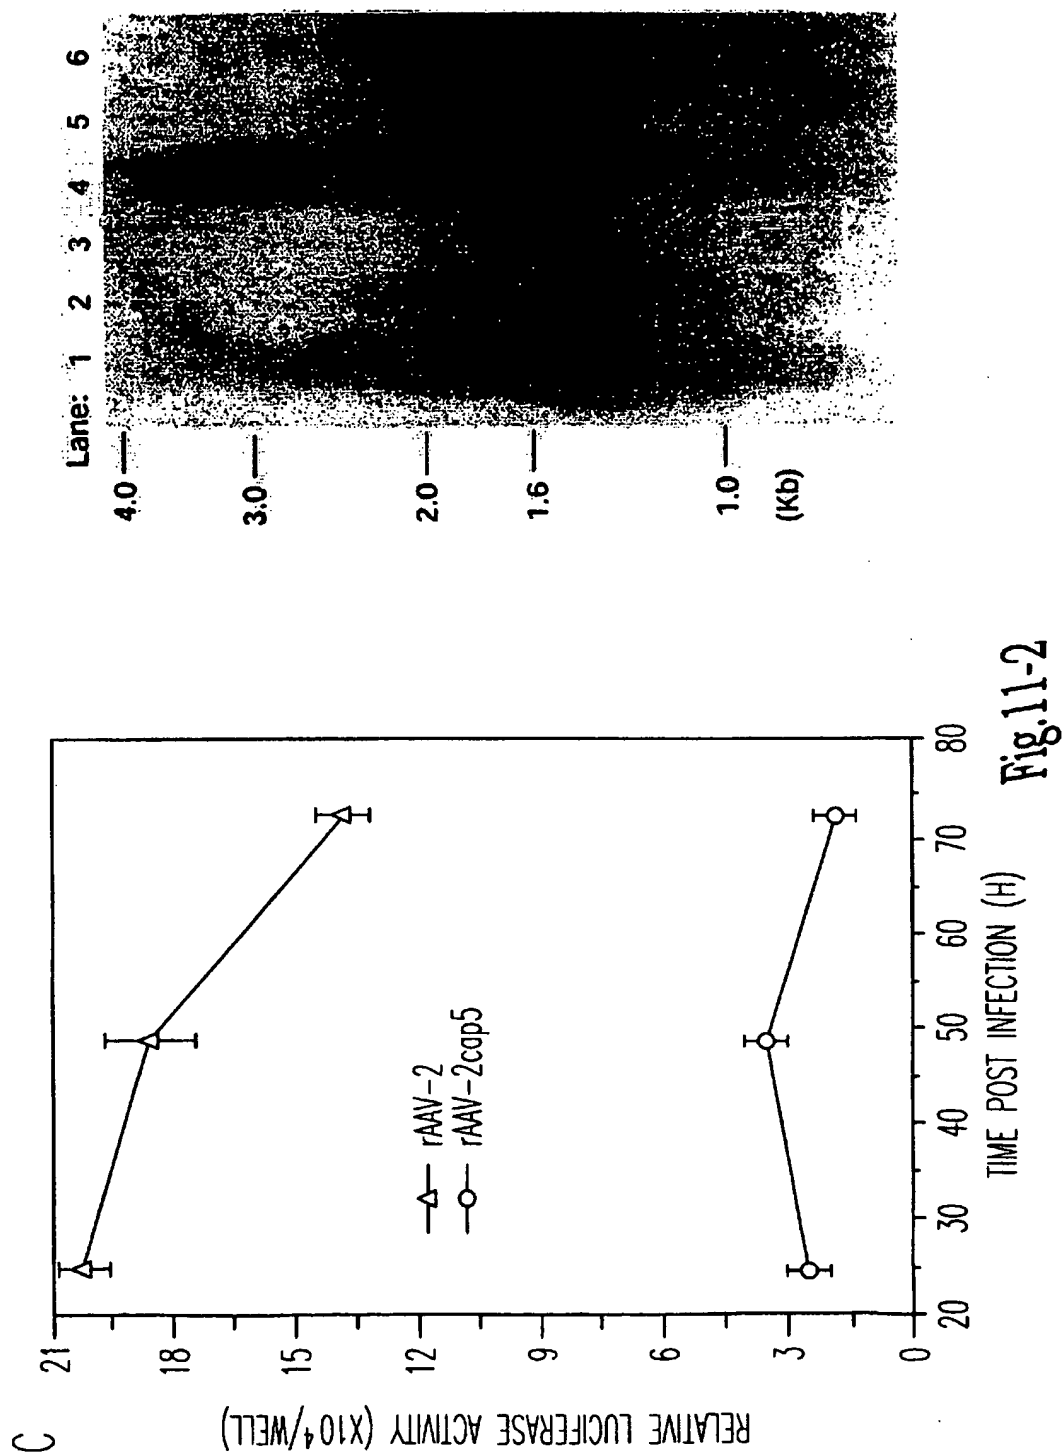 C
RELATIVE LUCIFERASE ACTIVITY (X10⁴/WELL)
21
18
15
12
9
6
3
0
rAAV-2
rAAV-2cap5
20 30 40 50 60 70 80
TIME POST INFECTION (H)
Lane: 1 2 3 4 5 6
4.0
3.0
2.0
1.6
1.0
(Kb)
Fig.11-2